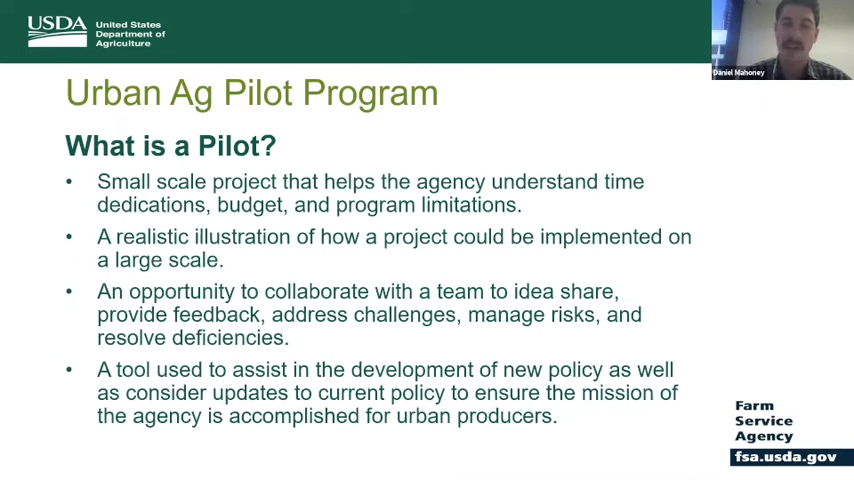 USDA
United States
Department of
Agriculture
Daniel Mahoney
Urban Ag Pilot Program
What is a Pilot?
• Small scale project that helps the agency understand time
dedications, budget, and program limitations.
• A realistic illustration of how a project could be implemented on
a large scale.
• An opportunity to collaborate with a team to idea share,
provide feedback, address challenges, manage risks, and
resolve deficiencies.
• A tool used to assist in the development of new policy as well
as consider updates to current policy to ensure the mission of
the agency is accomplished for urban producers.
Farm
Service
Agency
fsa.usda.gov